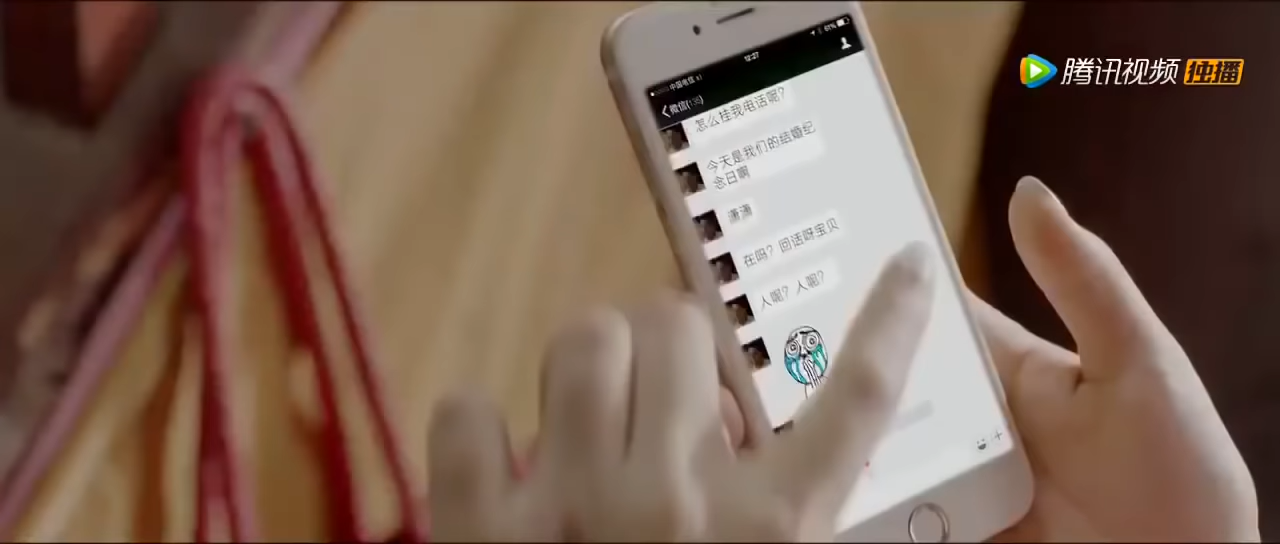 腾讯视频 独播
中国电信
12:27
61%
微信(135)
怎么挂我电话呢?
今天是我们的结婚纪
念日啊
潇潇
在吗?回话呀宝贝
人呢?人呢?